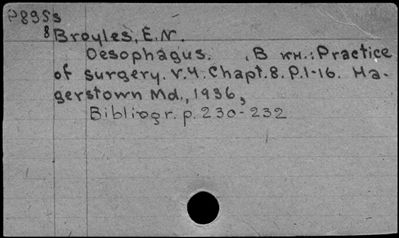 P895s
8 Broyles, E.N.
Oesophagus. , В кн.: Practice
of surgery. V.4. Chapt. 8. P.1-16. Ha-
gerstown Md., 1936,
Bibliogr. p. 230-232